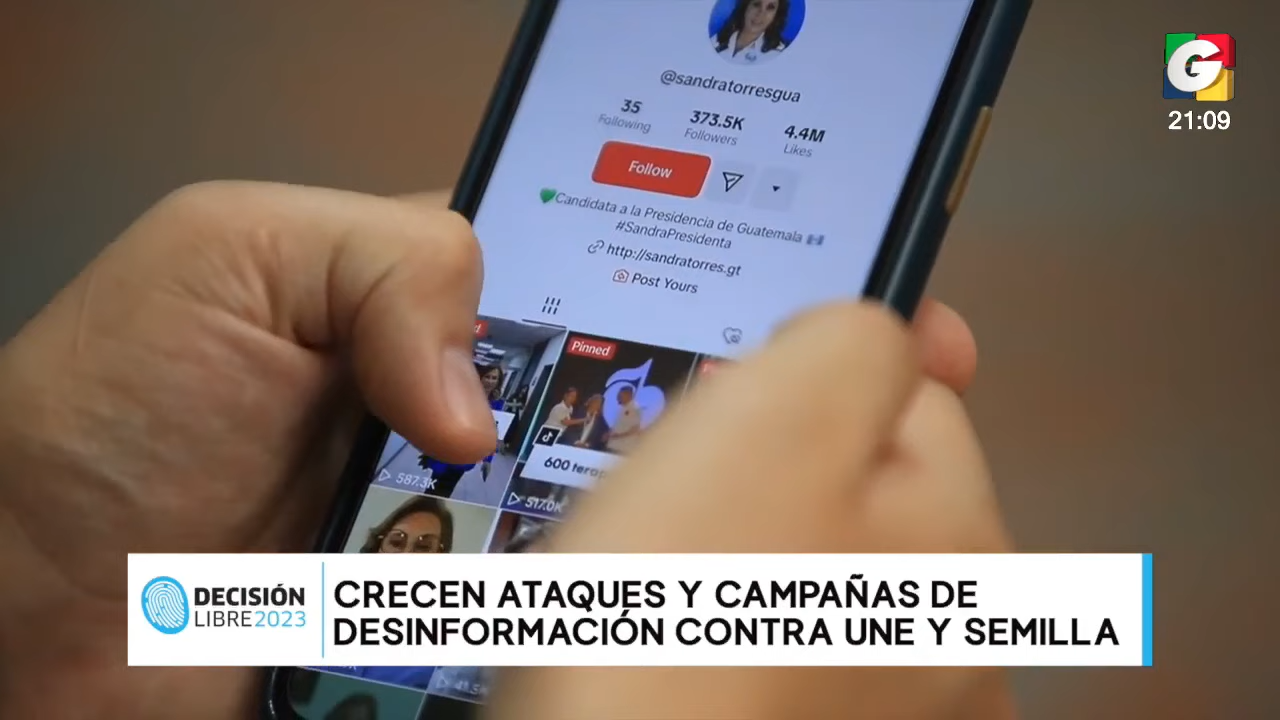 G
21:09
@sandratorresgua
35 373.5K 4.4M
Following Followers Likes
Follow
Candidata a la Presidencia de Guatemala
#SandraPresidenta
http://sandratorres.gt
Post Yours
Pinned
600
587.3K
517.0K
DECISIÓN
LIBRE2023
CRECEN ATAQUES Y CAMPAÑAS DE
DESINFORMACIÓN CONTRA UNE Y SEMILLA